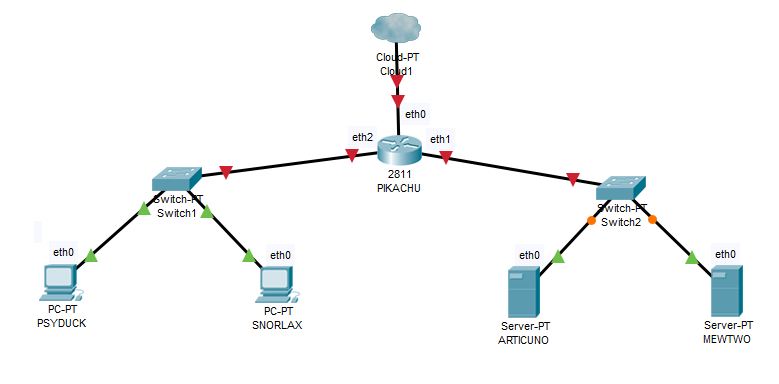 Cloud-PT
Cloud1
eth0
eth2
eth1
2811
PIKACHU
Switch-PT
Switch1
Switch-PT
Switch2
eth0
eth0
eth0
eth0
PC-PT
PSYDUCK
PC-PT
SNORLAX
Server-PT
ARTICUNO
Server-PT
MEWTWO